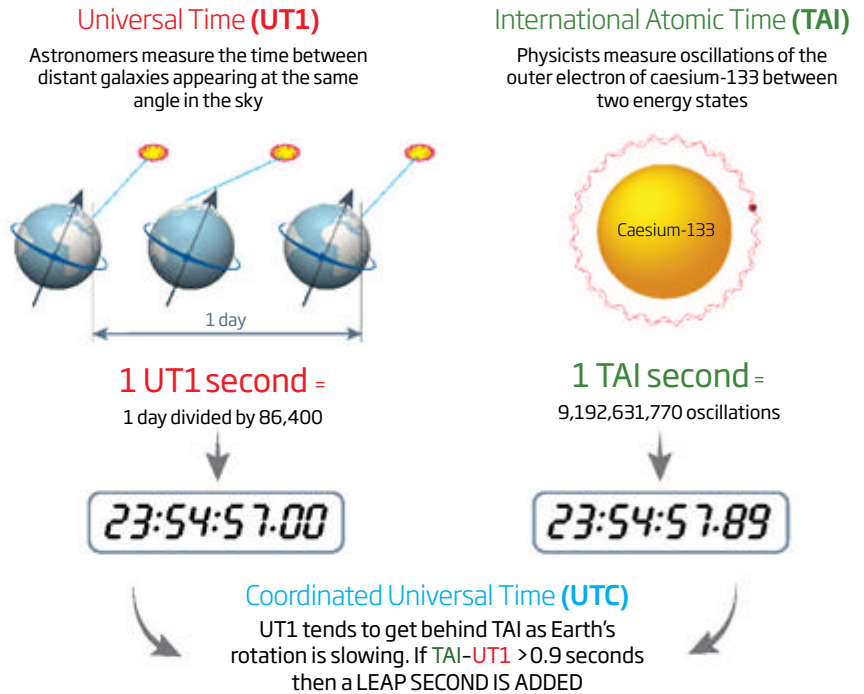 Universal Time (UT1)
Astronomers measure the time between
distant galaxies appearing at the same
angle in the sky
1 day
1 UT1 second =
1 day divided by 86,400
23:54:57.00
International Atomic Time (TAI)
Physicists measure oscillations of the
outer electron of caesium-133 between
two energy states
Caesium-133
1 TAI second =
9,192,631,770 oscillations
23:54:57.89
Coordinated Universal Time (UTC)
UT1 tends to get behind TAI as Earth's
rotation is slowing. If TAI–UT1 >0.9 seconds
then a LEAP SECOND IS ADDED